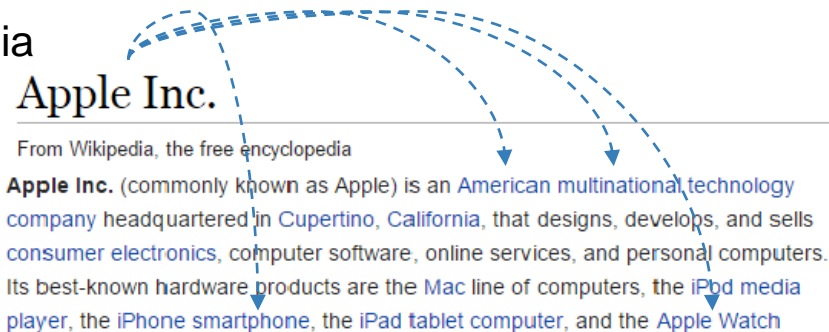 ia
Apple Inc.
From Wikipedia, the free encyclopedia
Apple Inc. (commonly known as Apple) is an American multinational technology
company headquartered in Cupertino, California, that designs, develops, and sells
consumer electronics, computer software, online services, and personal computers.
Its best-known hardware products are the Mac line of computers, the iPod media
player, the iPhone smartphone, the iPad tablet computer, and the Apple Watch